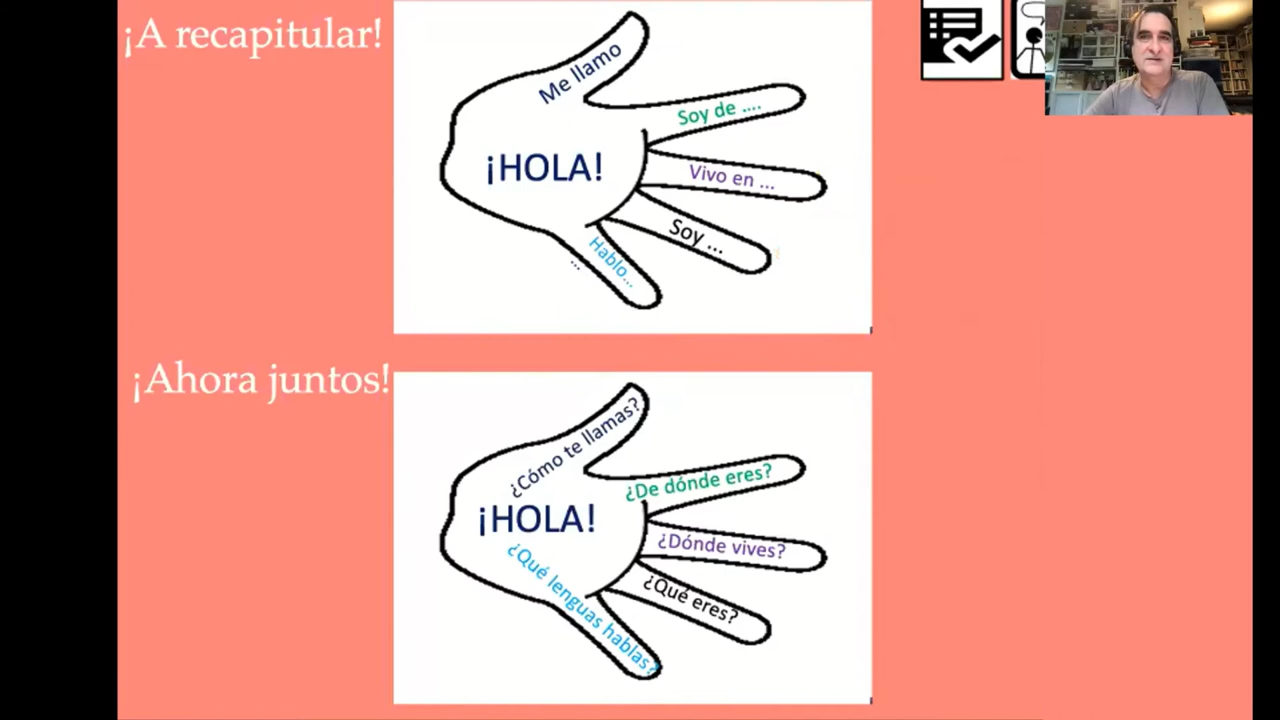 ¡A recapitular!
Me llamo
Soy de ....
¡HOLA!
Vivo en ...
Soy ...
Hablo...
...
¡Ahora juntos!
¿Cómo te llamas?
¿De dónde eres?
¡HOLA!
¿Dónde vives?
¿Qué eres?
¿Qué lenguas hablas?